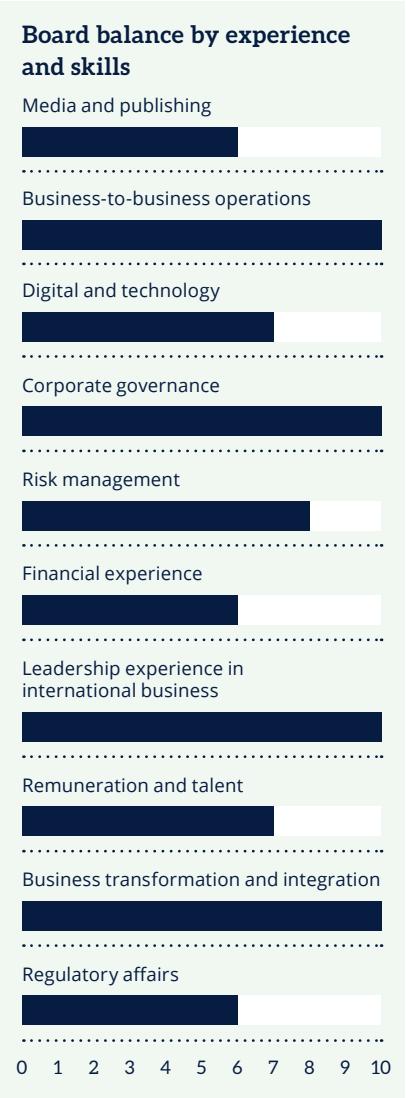 Board balance by experience
and skills
Media and publishing
Business-to-business operations
Digital and technology
Corporate governance
Risk management
Financial experience
Leadership experience in
international business
Remuneration and talent
Business transformation and integration
Regulatory affairs
0 1 2 3 4 5 6 7 8 9 10